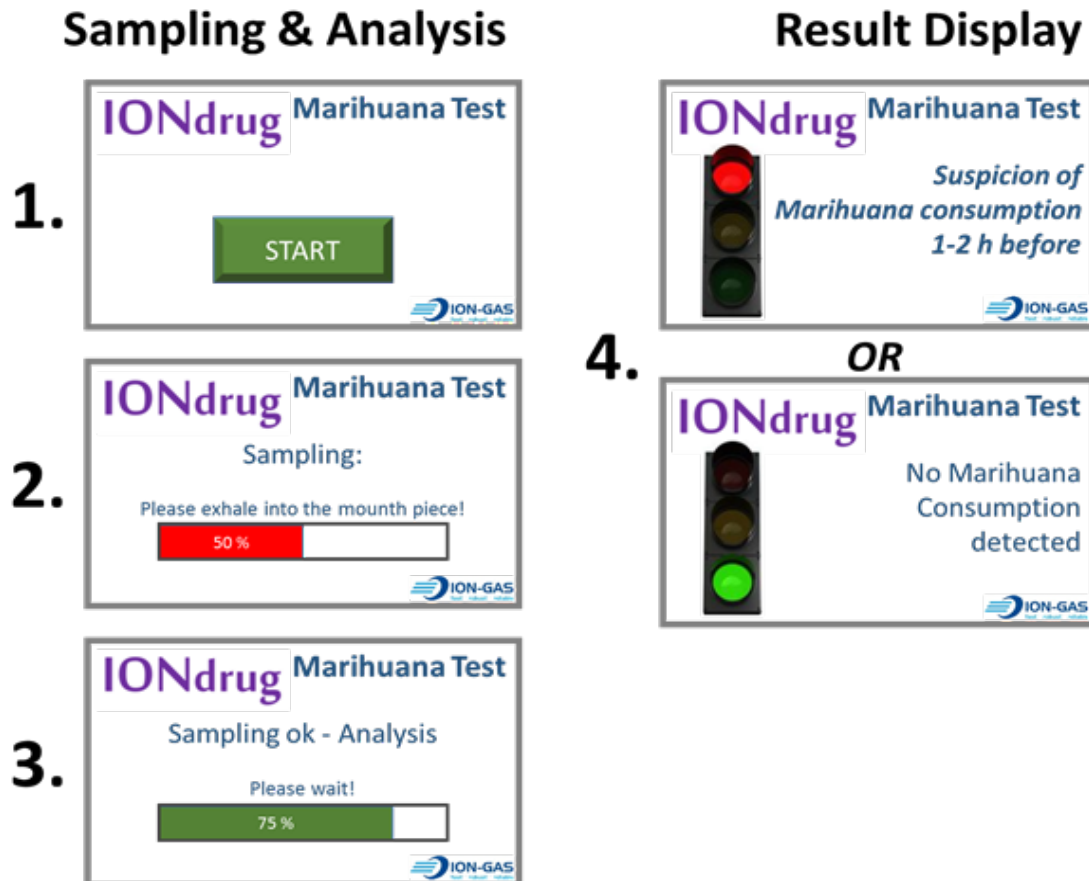 Sampling & Analysis
1.
IONdrug Marihuana Test
START
ION-GAS
2.
IONdrug Marihuana Test
Sampling:
Please exhale into the mounth piece!
50 %
ION-GAS
3.
IONdrug Marihuana Test
Sampling ok - Analysis
Please wait!
75 %
ION-GAS
Result Display
4.
IONdrug Marihuana Test
Suspicion of
Marihuana consumption
1-2 h before
ION-GAS
OR
IONdrug Marihuana Test
No Marihuana
Consumption
detected
ION-GAS